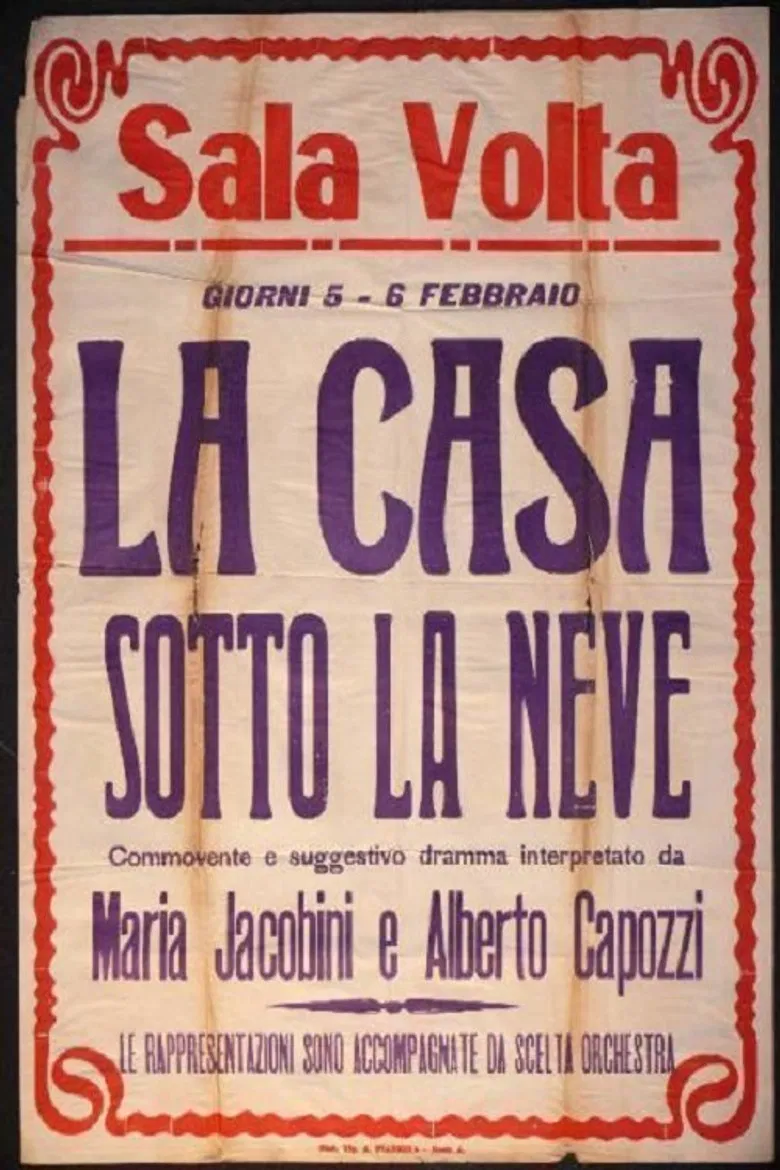 Sala Volta
GIORNI 5 - 6 FEBBRAIO
LA CASA
SOTTO LA NEVE
Commovente e suggestivo dramma interpretato da
Maria Jacobini e Alberto Capozzi
LE RAPPRESENTAZIONI SONO ACCOMPAGNATE DA SCELTA ORCHESTRA